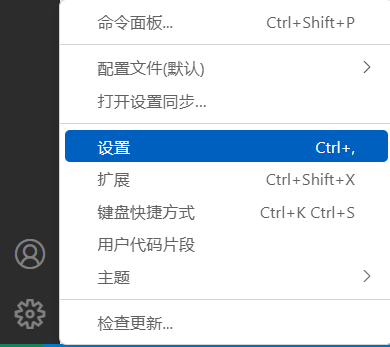 命令面板... Ctrl+Shift+P
配置文件(默认)
打开设置同步...
设置 Ctrl+,
扩展 Ctrl+Shift+X
键盘快捷方式 Ctrl+K Ctrl+S
用户代码片段
主题
检查更新...